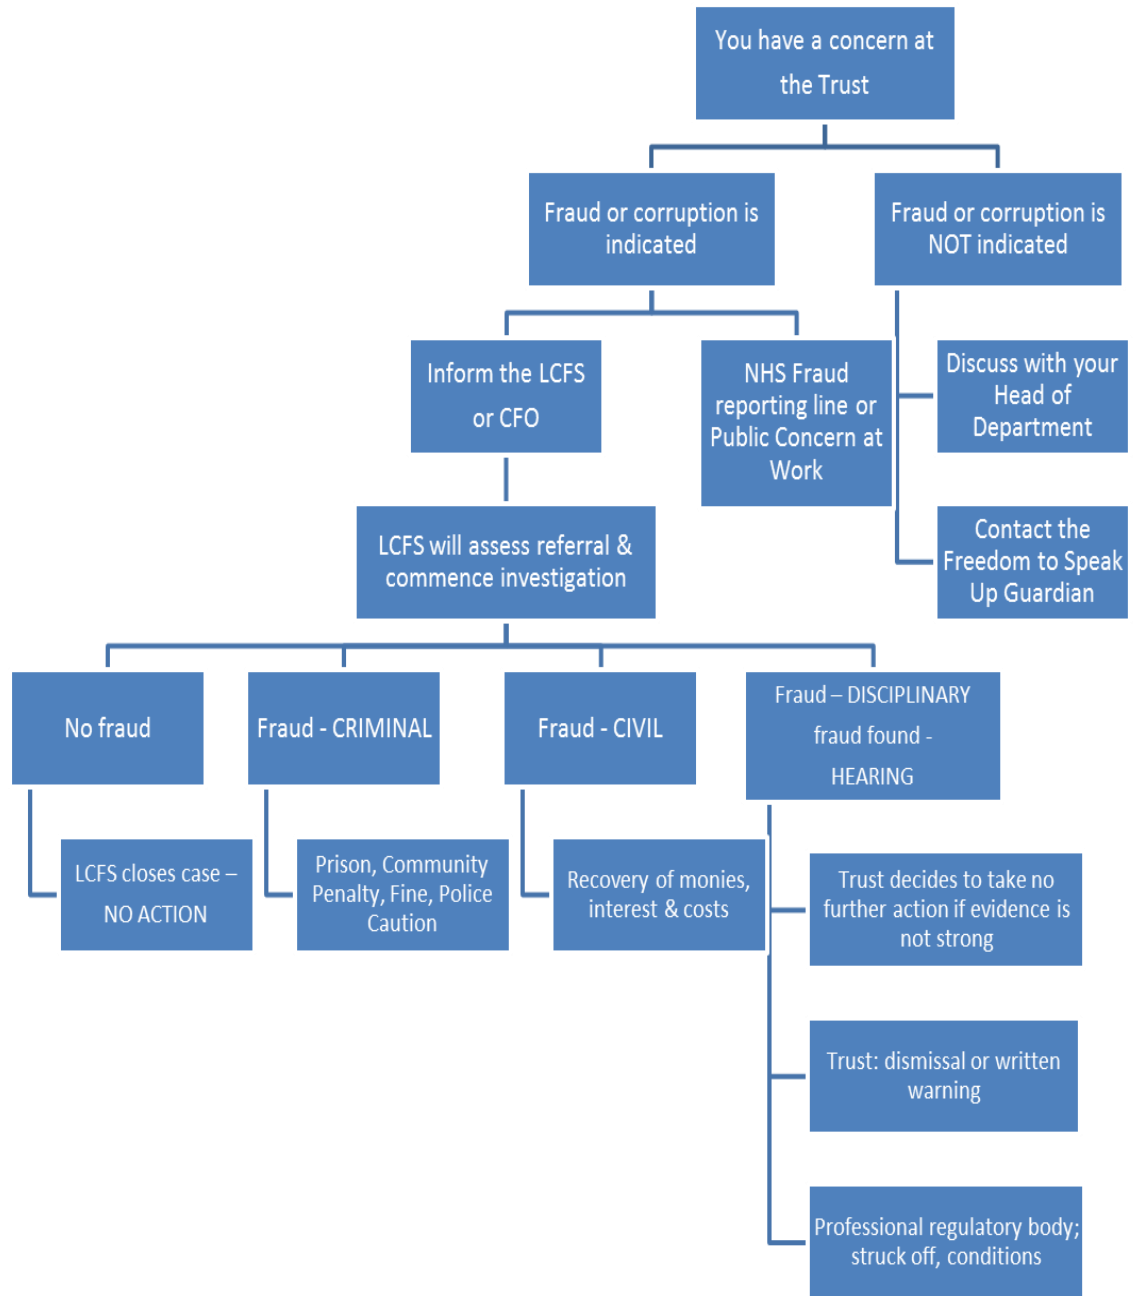 You have a concern at
the Trust
Fraud or corruption is
indicated
Fraud or corruption is
NOT indicated
Inform the LCFS
or CFO
NHS Fraud
reporting line or
Public Concern at
Work
Discuss with your
Head of
Department
Contact the
Freedom to Speak
Up Guardian
LCFS will assess referral &
commence investigation
No fraud
Fraud - CRIMINAL
Fraud - CIVIL
Fraud – DISCIPLINARY
fraud found -
HEARING
LCFS closes case –
NO ACTION
Prison, Community
Penalty, Fine, Police
Caution
Recovery of monies,
interest & costs
Trust decides to take no
further action if evidence is
not strong
Trust: dismissal or written
warning
Professional regulatory body;
struck off, conditions